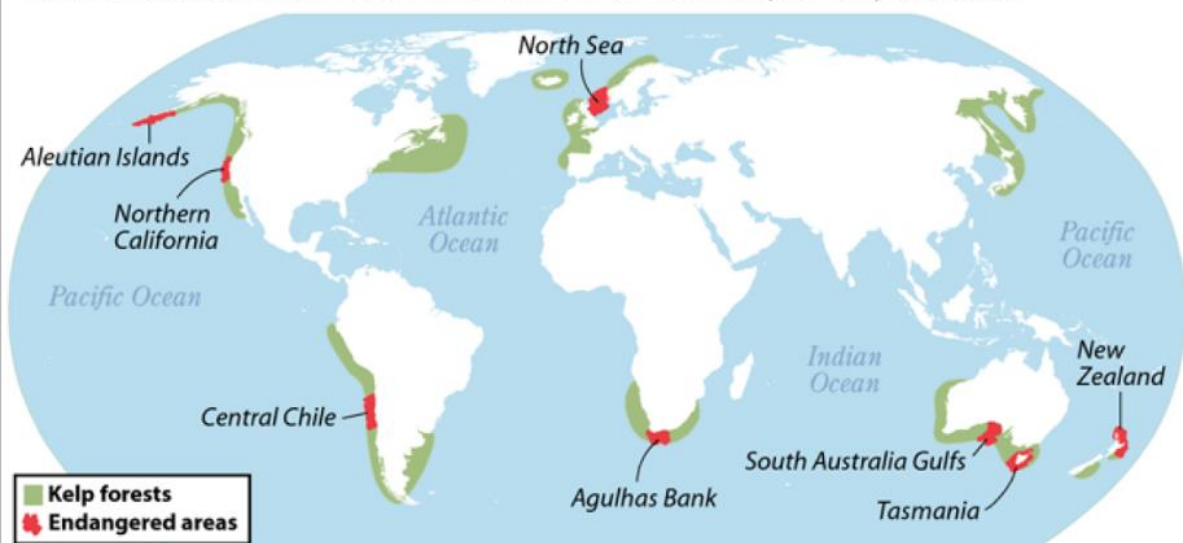 North Sea
Aleutian Islands
Northern
California
Atlantic
Ocean
Pacific
Ocean
Pacific Ocean
Indian
Ocean
New
Zealand
Central Chile
South Australia Gulfs
Agulhas Bank
Tasmania
Kelp forests
Endangered areas